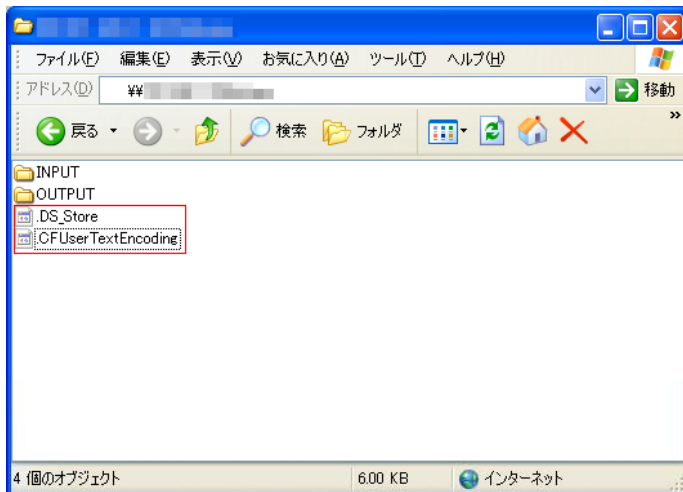 ファイル(F) 編集(E) 表示(V) お気に入り(A) ツール(T) ヘルプ(H)
アドレス(D) ¥¥ 移動
戻る 検索 フォルダ »
INPUT
OUTPUT
.DS_Store
.CFUserTextEncoding
4 個のオブジェクト 6.00 KB インターネット